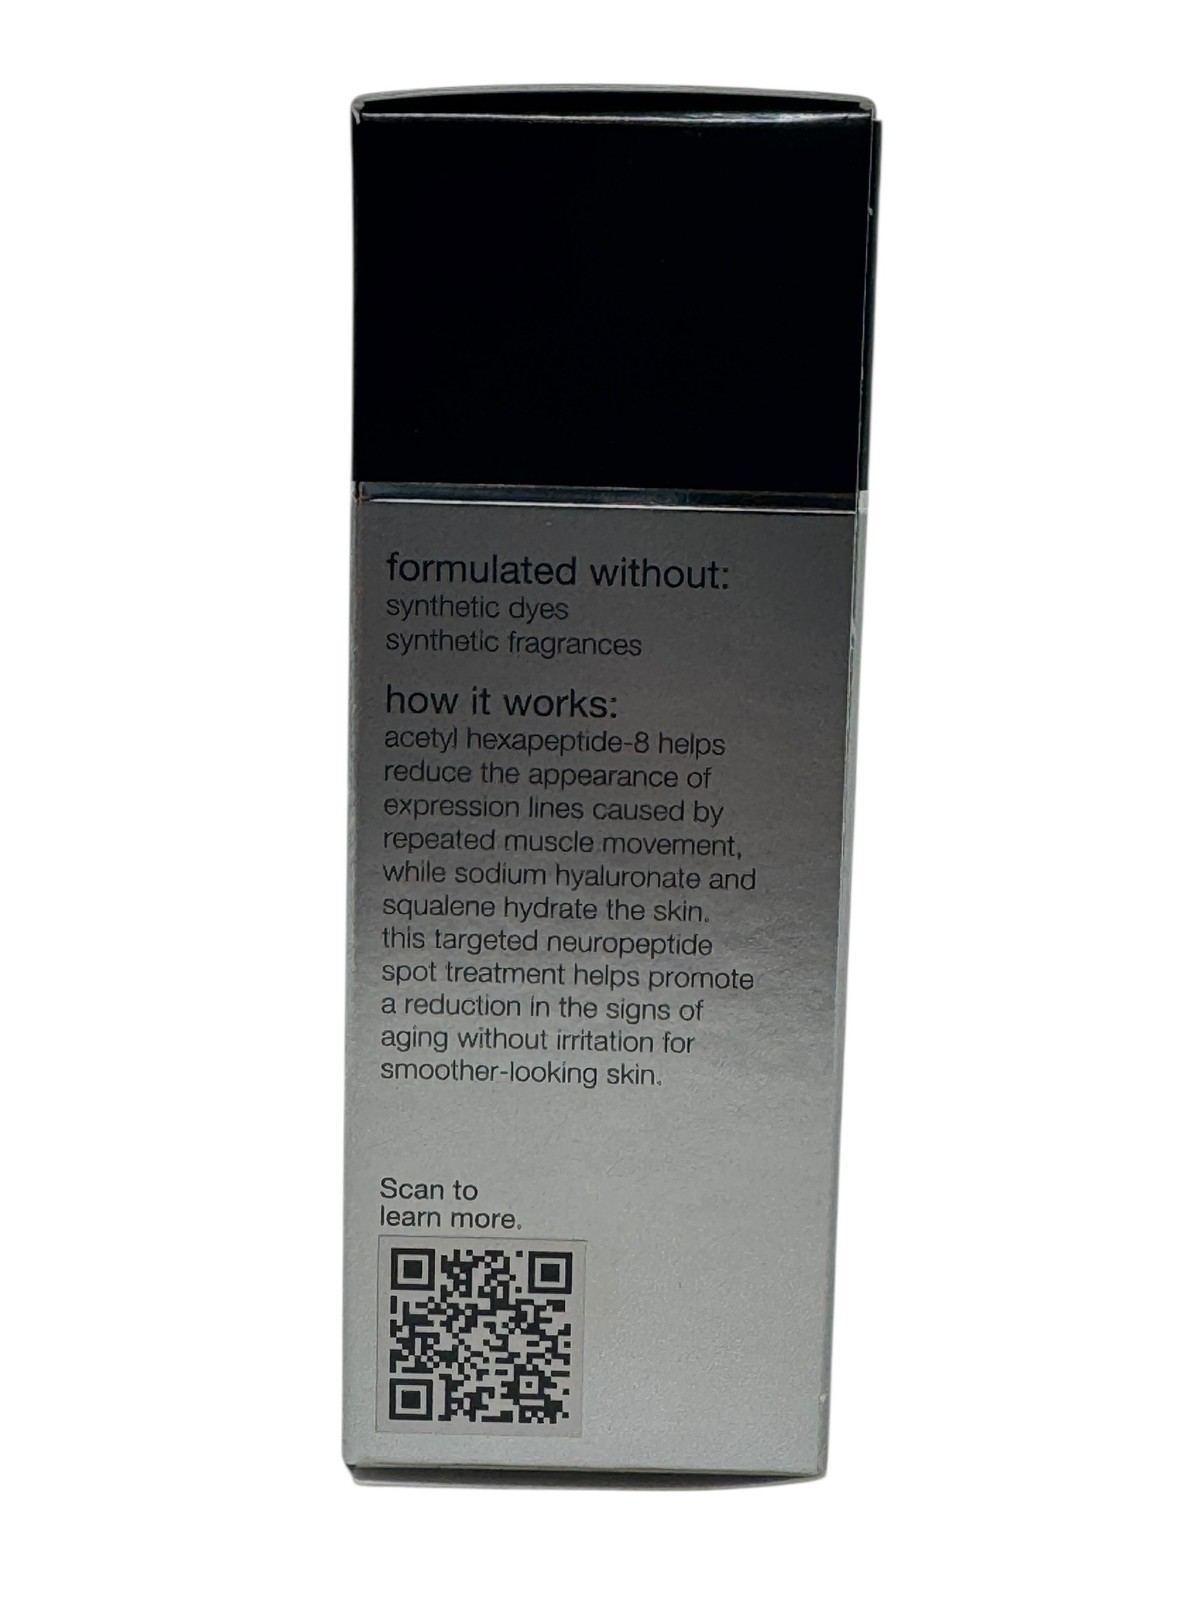 formulated without:
synthetic dyes
synthetic fragrances
how it works:
acetyl hexapeptide-8 helps
reduce the appearance of
expression lines caused by
repeated muscle movement,
while sodium hyaluronate and
squalene hydrate the skin.
this targeted neuropeptide
spot treatment helps promote
a reduction in the signs of
aging without irritation for
smoother-looking skin.
Scan to
learn more.